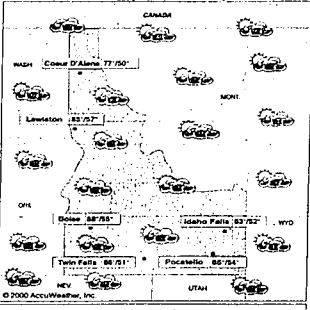 CANADA
WASH
Coeur D'Alene 77°/50°
MONT.
Lewiston 83°/57°
ORE.
Boise 88°/55°
Idaho Falls 83°/52°
WYO
Twin Falls 86°/51°
Pocatello 85°/54°
NEV.
UTAH
© 2000 AccuWeather, Inc.